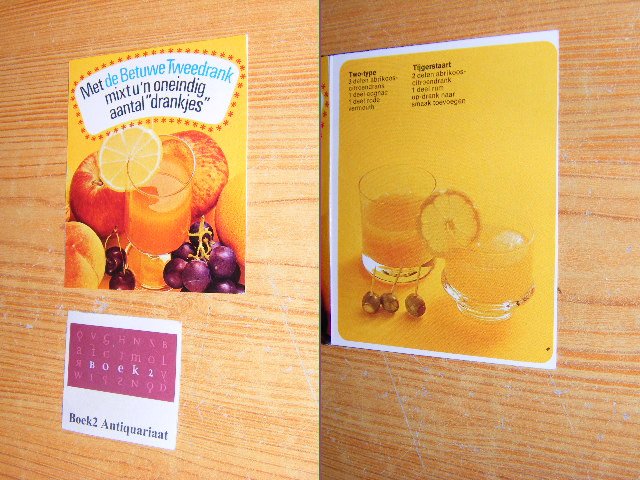 Met de Betuwe Tweedrank
mixt u'n oneindig
aantal "drankjes"
BOEK2
Boek2 Antiquariaat
Two-type
3 delen abrikoos-
citroendrank
1 deel cognac
1 deel rode
vermouth
Tijgerstaart
2 delen abrikoos-
citroendrank
1 deel rum
op-drank naar
smaak toevoegen